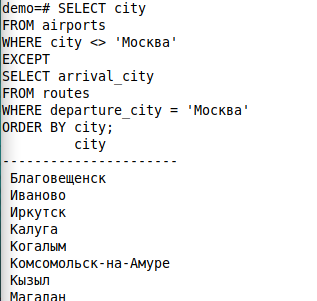 demo=# SELECT city
FROM airports
WHERE city <> 'Москва'
EXCEPT
SELECT arrival_city
FROM routes
WHERE departure_city = 'Москва'
ORDER BY city;
city
---------------------
Благовещенск
Иваново
Иркутск
Калуга
Когалым
Комсомольск-на-Амуре
Кызыл
Магадан